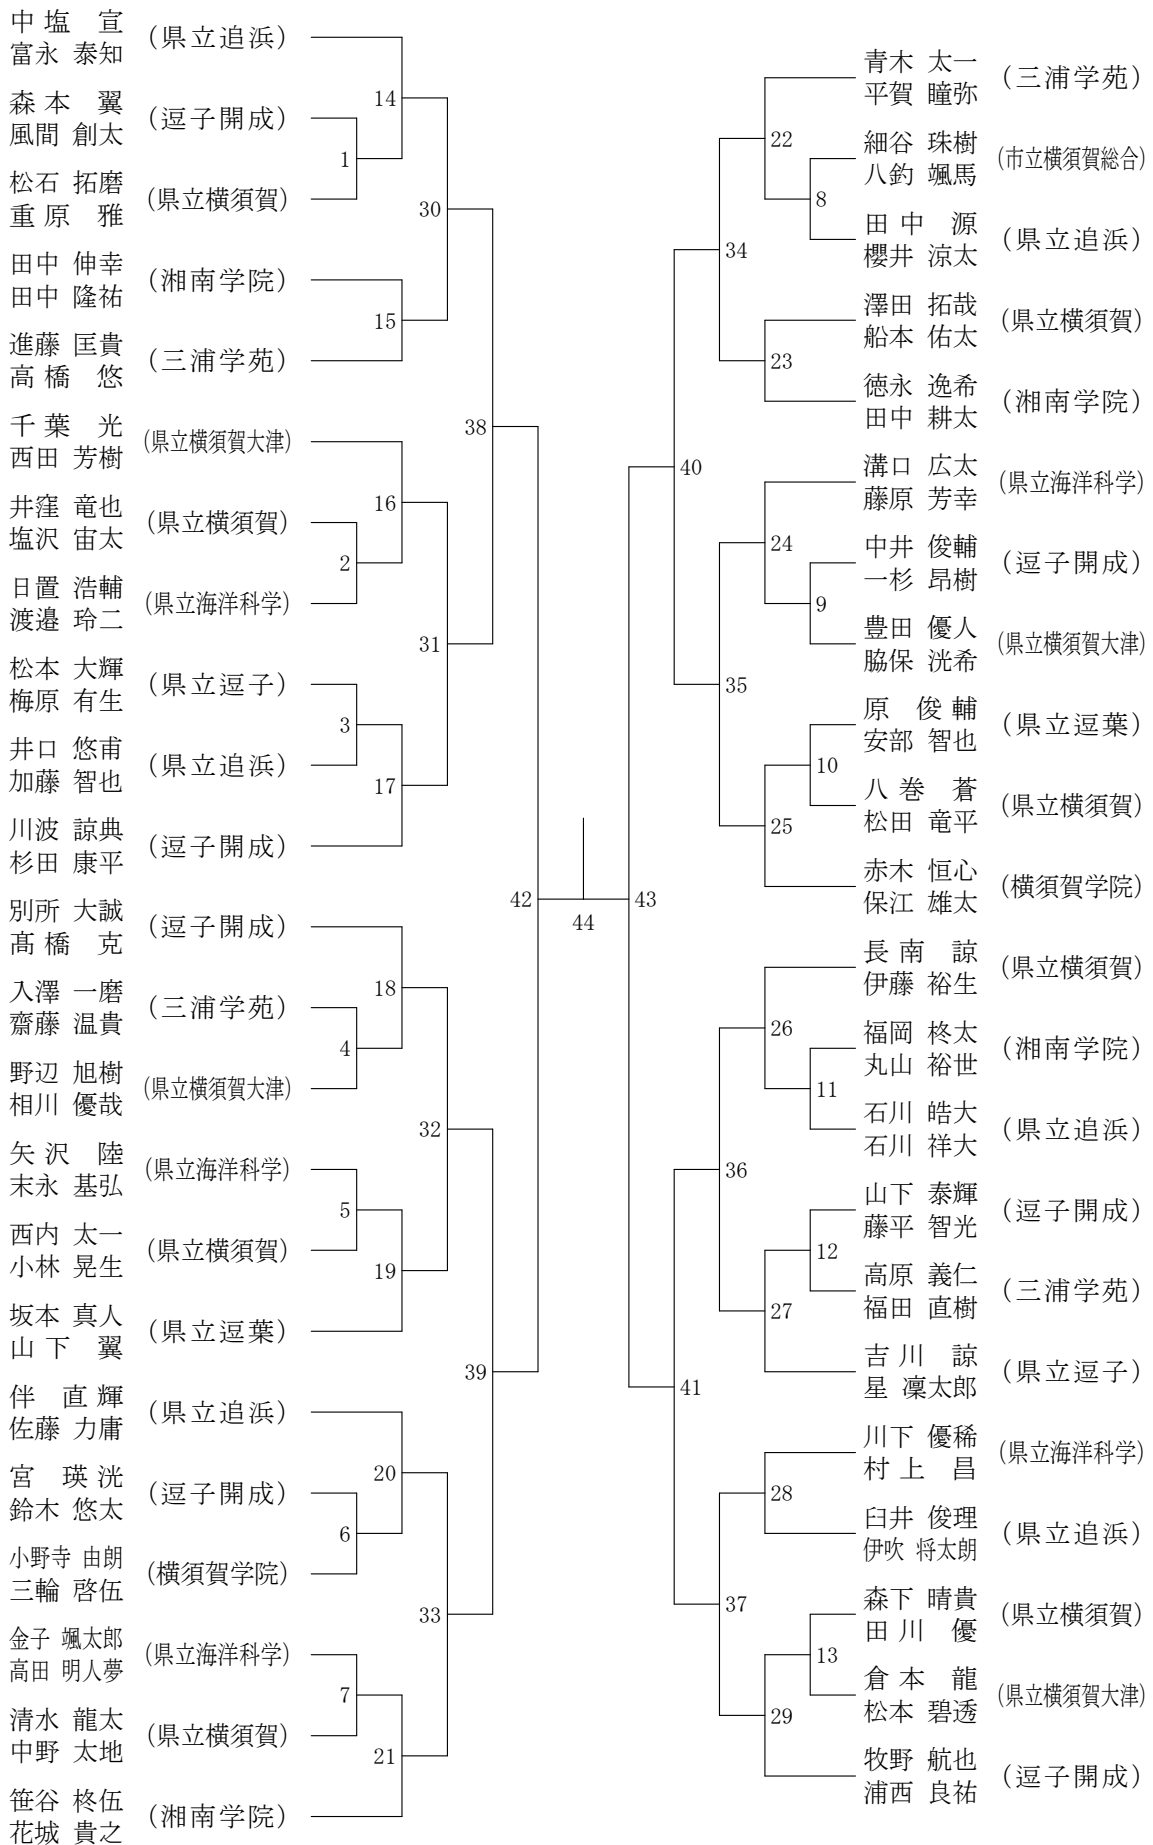 中塩 宣
富永 泰知
(県立追浜)
森本 翼
風間 創太
(逗子開成)
松石 拓磨
重原 雅
(県立横須賀)
田中 伸幸
田中 隆祐
(湘南学院)
進藤 匡貴
高橋 悠
(三浦学苑)
千葉 光
西田 芳樹
(県立横須賀大津)
井窪 竜也
塩沢 宙太
(県立横須賀)
日置 浩輔
渡邉 玲二
(県立海洋科学)
松本 大輝
梅原 有生
(県立逗子)
井口 悠甫
加藤 智也
(県立追浜)
川波 諒典
杉田 康平
(逗子開成)
別所 大誠
髙橋 克
(逗子開成)
入澤 一磨
齋藤 温貴
(三浦学苑)
野辺 旭樹
相川 優哉
(県立横須賀大津)
矢沢 陸
末永 基弘
(県立海洋科学)
西内 太一
小林 晃生
(県立横須賀)
坂本 真人
山下 翼
(県立逗葉)
伴 直輝
佐藤 力庸
(県立追浜)
宮 瑛洸
鈴木 悠太
(逗子開成)
小野寺 由朗
三輪 啓伍
(横須賀学院)
金子 颯太郎
高田 明人夢
(県立海洋科学)
清水 龍太
中野 太地
(県立横須賀)
笹谷 柊伍
花城 貴之
(湘南学院)
1
2
3
4
5
6
7
14
15
16
17
18
19
20
21
30
31
32
33
38
39
42
44
43
40
41
34
35
36
37
22
23
24
25
26
27
28
29
8
9
10
11
12
13
青木 太一
平賀 瞳弥
(三浦学苑)
細谷 珠樹
八釣 颯馬
(市立横須賀総合)
田中 源
櫻井 涼太
(県立追浜)
澤田 拓哉
船本 佑太
(県立横須賀)
徳永 逸希
田中 耕太
(湘南学院)
溝口 広太
藤原 芳幸
(県立海洋科学)
中井 俊輔
一杉 昂樹
(逗子開成)
豊田 優人
脇保 洸希
(県立横須賀大津)
原 俊輔
安部 智也
(県立逗葉)
八巻 蒼
松田 竜平
(県立横須賀)
赤木 恒心
保江 雄太
(横須賀学院)
長南 諒
伊藤 裕生
(県立横須賀)
福岡 柊太
丸山 裕世
(湘南学院)
石川 皓大
石川 祥大
(県立追浜)
山下 泰輝
藤平 智光
(逗子開成)
高原 義仁
福田 直樹
(三浦学苑)
吉川 諒
星 凜太郎
(県立逗子)
川下 優稀
村上 昌
(県立海洋科学)
臼井 俊理
伊吹 将太朗
(県立追浜)
森下 晴貴
田川 優
(県立横須賀)
倉本 龍
松本 碧透
(県立横須賀大津)
牧野 航也
浦西 良祐
(逗子開成)